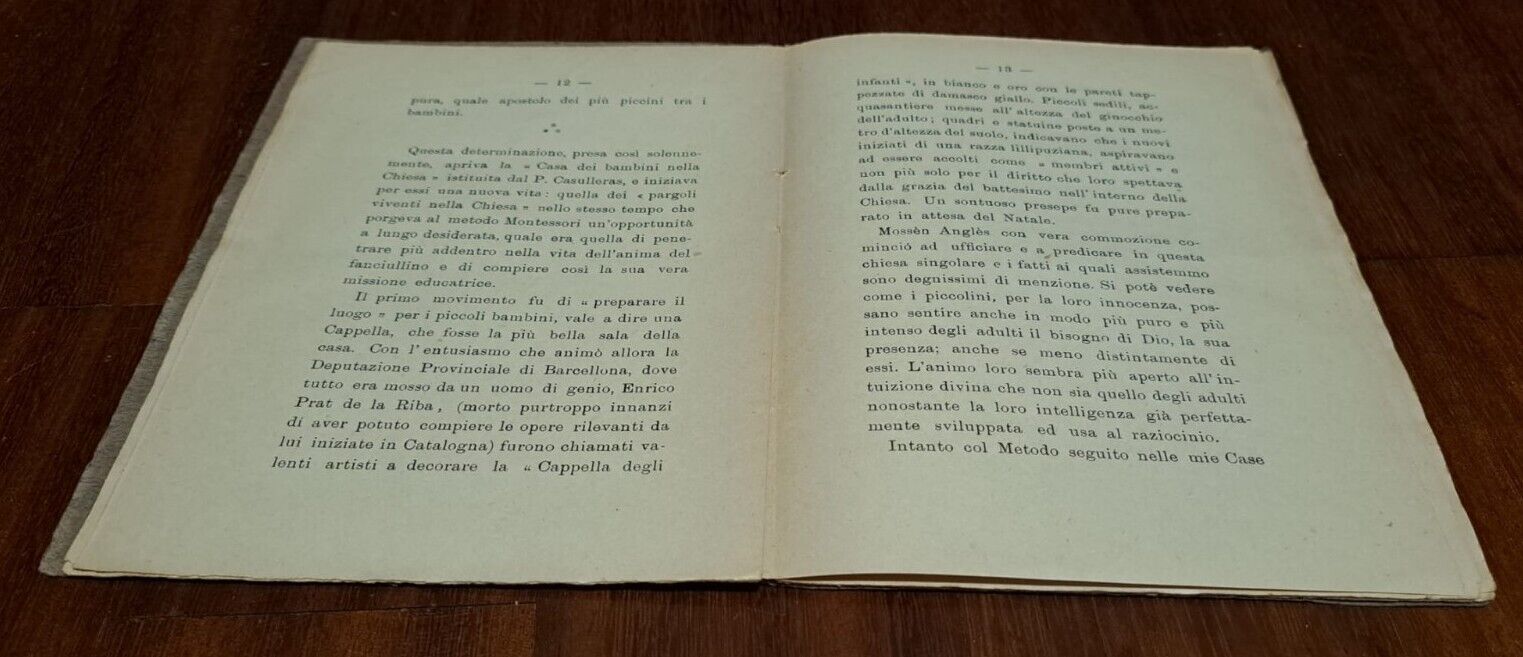 — 12 —
pura, quale apostolo dei più piccini tra i
bambini.
Questa determinazione, presa così solenne-
mente, apriva la “ Casa dei bambini nella
Chiesa „ istituita dal P. Casulleras, e iniziava
per essi una nuova vita: quella dei “ pargoli
viventi nella Chiesa „ nello stesso tempo che
porgeva al metodo Montessori un'opportunità
a lungo desiderata, quale era quella di pene-
trare più addentro nella vita dell'anima del
fanciullino e di compiere così la sua vera
missione educatrice.
Il primo movimento fu di “ preparare il
luogo „ per i piccoli bambini, vale a dire una
Cappella, che fosse la più bella sala della
casa. Con l'entusiasmo che animò allora la
Deputazione Provinciale di Barcellona, dove
tutto era mosso da un uomo di genio, Enrico
Prat de la Riba, (morto purtroppo innanzi
di aver potuto compiere le opere rilevanti da
lui iniziate in Catalogna) furono chiamati va-
lenti artisti a decorare la “ Cappella degli
— 13 —
infanti „, in bianco e oro con le pareti tap-
pezzate di damasco giallo. Piccoli sedili, ac-
quasantiere messe all'altezza del ginocchio
dell'adulto; quadri e statuine poste a un me-
tro d'altezza del suolo, indicavano che i nuovi
iniziati di una razza lillipuziana, aspiravano
ad essere accolti come “ membri attivi „ e
non più solo per il diritto che loro spettava
dalla grazia del battesimo nell'interno della
Chiesa. Un sontuoso presepe fu pure prepa-
rato in attesa del Natale.
Mossèn Anglès con vera commozione co-
minciò ad ufficiare e a predicare in questa
chiesa singolare e i fatti ai quali assistemmo
sono degnissimi di menzione. Si potè vedere
come i piccolini, per la loro innocenza, pos-
sano sentire anche in modo più puro e più
intenso degli adulti il bisogno di Dio, la sua
presenza; anche se meno distintamente di
essi. L'animo loro sembra più aperto all'in-
tuizione divina che non sia quello degli adulti
nonostante la loro intelligenza già perfetta-
mente sviluppata ed usa al raziocinio.
Intanto col Metodo seguito nelle mie Case